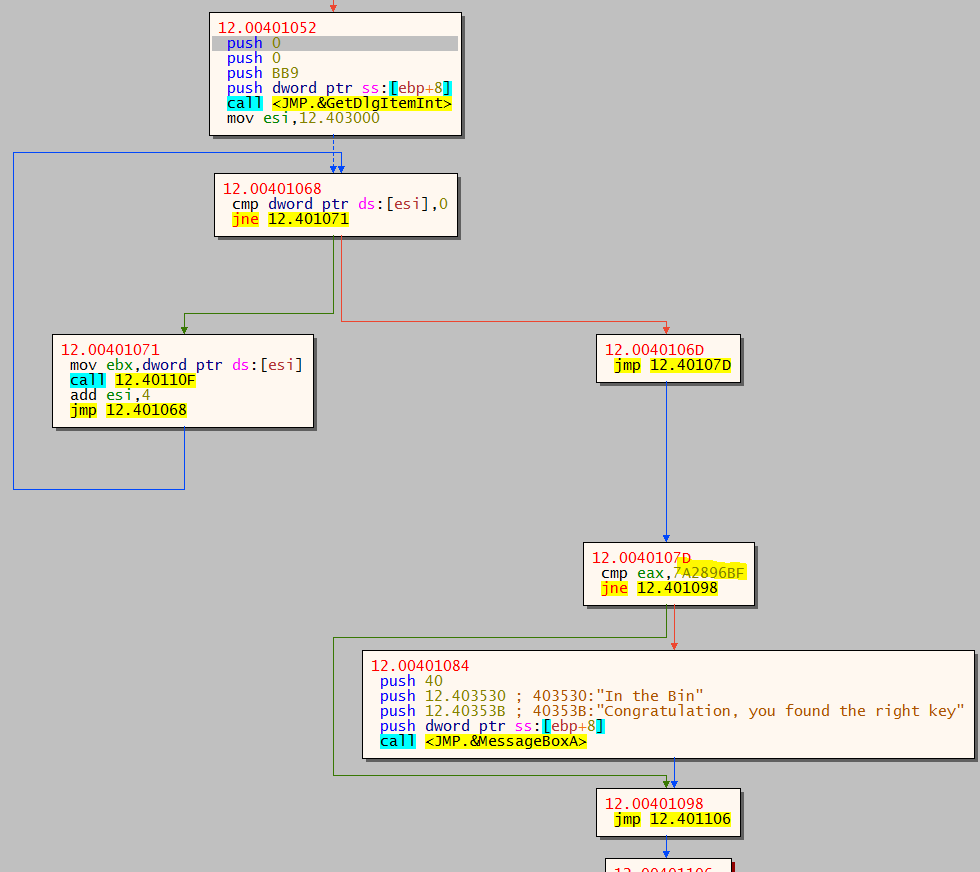 12.00401052
push 0
push 0
push BB9
push dword ptr ss:[ebp+8]
call <JMP.&GetDlgItemInt>
mov esi,12.403000
12.00401068
cmp dword ptr ds:[esi],0
jne 12.401071
12.00401071
mov ebx,dword ptr ds:[esi]
call 12.40110F
add esi,4
jmp 12.401068
12.0040106D
jmp 12.40107D
12.0040107D
cmp eax,7A2896BF
jne 12.401098
12.00401084
push 40
push 12.403530 ; 403530:"In the Bin"
push 12.40353B ; 40353B:"Congratulation, you found the right key"
push dword ptr ss:[ebp+8]
call <JMP.&MessageBoxA>
12.00401098
jmp 12.401106